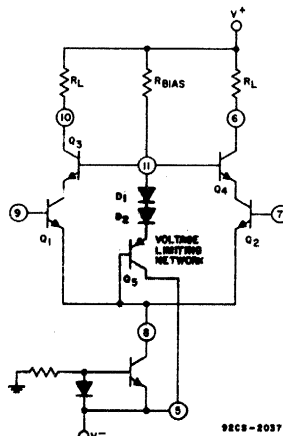 V+
RL
RBIAS
RL
10
6
Q3
11
Q4
D1
9
7
D2
Q1
VOLTAGE
LIMITING
NETWORK
Q2
Q5
8
5
V−
92CS-2037